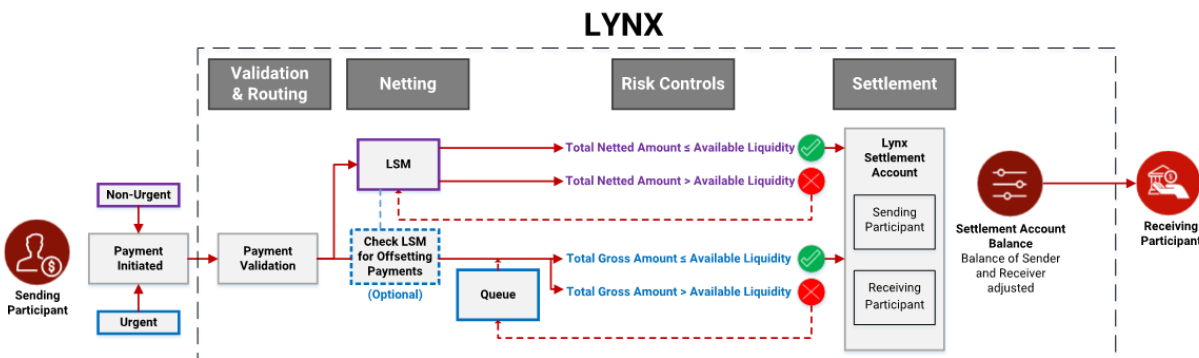 LYNX
Validation
& Routing
Netting
Risk Controls
Settlement
LSM
Total Netted Amount ≤ Available Liquidity
Total Netted Amount > Available Liquidity
Lynx
Settlement
Account
Non-Urgent
Sending
Participant
Payment
Initiated
Payment
Validation
Check LSM
for Offsetting
Payments
(Optional)
Total Gross Amount ≤ Available Liquidity
Total Gross Amount > Available Liquidity
Queue
Receiving
Participant
Settlement Account
Balance
Balance of Sender
and Receiver
adjusted
Receiving
Participant
Sending
Participant
Urgent